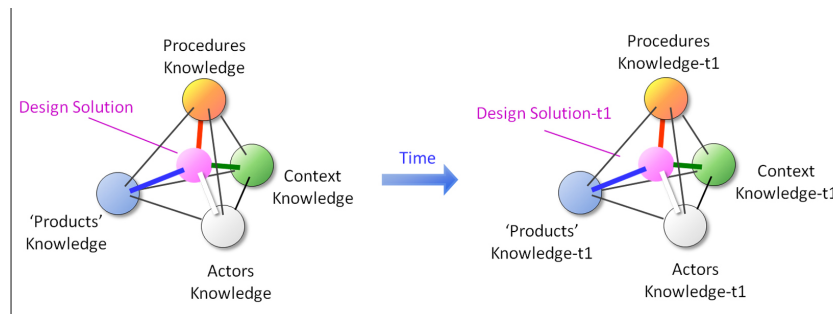 Procedures
Knowledge
Design Solution
Context
Knowledge
‘Products’
Knowledge
Actors
Knowledge
Time
Procedures
Knowledge-t1
Design Solution-t1
Context
Knowledge-t1
‘Products’
Knowledge-t1
Actors
Knowledge-t1